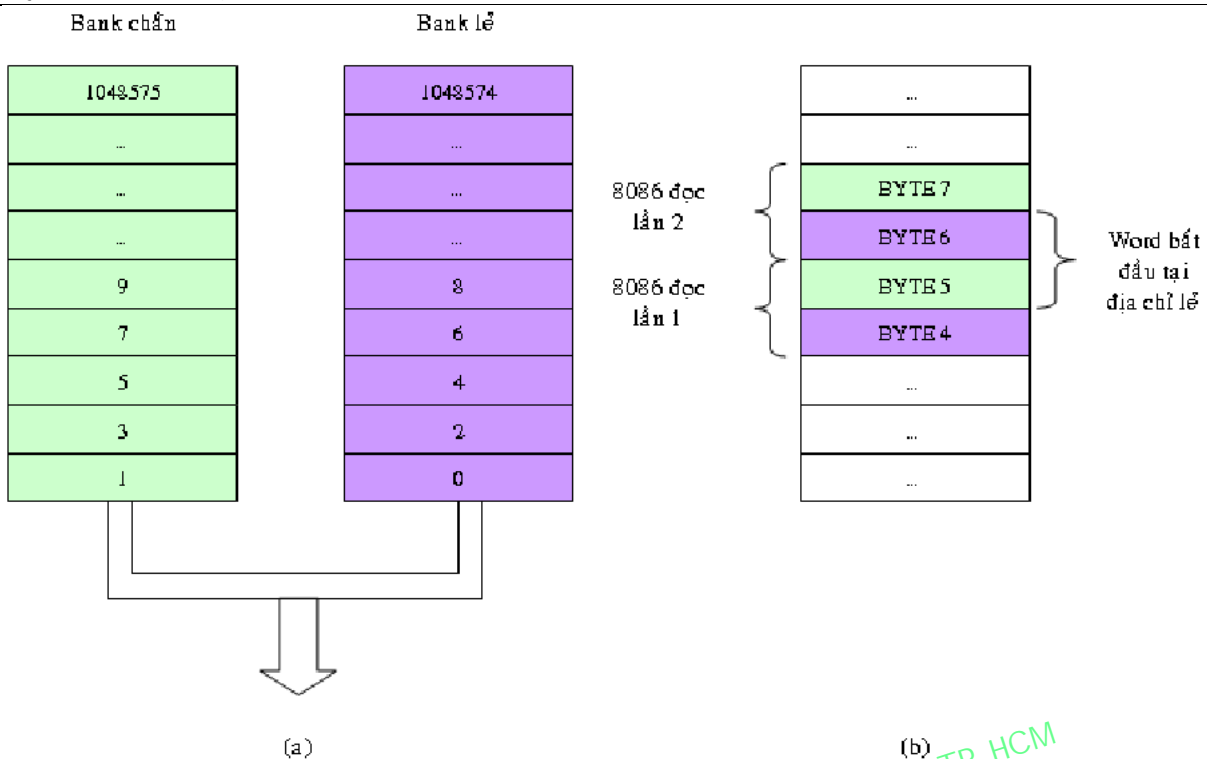 Bank chẵn
Bank lẻ
1048575
1048574
...
...
...
...
...
...
...
...
9
8
7
6
5
4
3
2
1
0
8086 đọc
lần 2
8086 đọc
lần 1
BYTE 7
BYTE 6
BYTE 5
BYTE 4
...
...
...
Word bắt
đầu tại
địa chỉ lẻ
(a)
(b)
TP. HCM